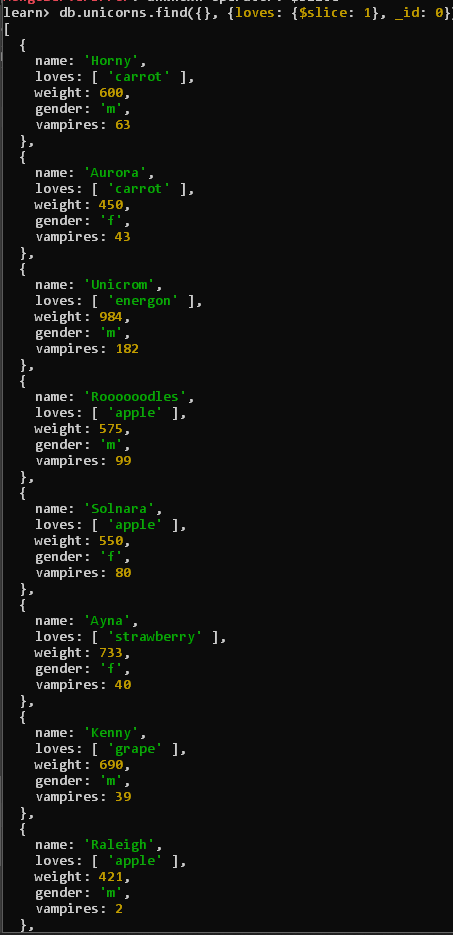 learn> db.unicorns.find({}, {loves: {$slice: 1}, _id: 0}
[
  {
    name: 'Horny',
    loves: [ 'carrot' ],
    weight: 600,
    gender: 'm',
    vampires: 63
  },
  {
    name: 'Aurora',
    loves: [ 'carrot' ],
    weight: 450,
    gender: 'f',
    vampires: 43
  },
  {
    name: 'Unicrom',
    loves: [ 'energon' ],
    weight: 984,
    gender: 'm',
    vampires: 182
  },
  {
    name: 'Roooooodles',
    loves: [ 'apple' ],
    weight: 575,
    gender: 'm',
    vampires: 99
  },
  {
    name: 'Solnara',
    loves: [ 'apple' ],
    weight: 550,
    gender: 'f',
    vampires: 80
  },
  {
    name: 'Ayna',
    loves: [ 'strawberry' ],
    weight: 733,
    gender: 'f',
    vampires: 40
  },
  {
    name: 'Kenny',
    loves: [ 'grape' ],
    weight: 690,
    gender: 'm',
    vampires: 39
  },
  {
    name: 'Raleigh',
    loves: [ 'apple' ],
    weight: 421,
    gender: 'm',
    vampires: 2
  },